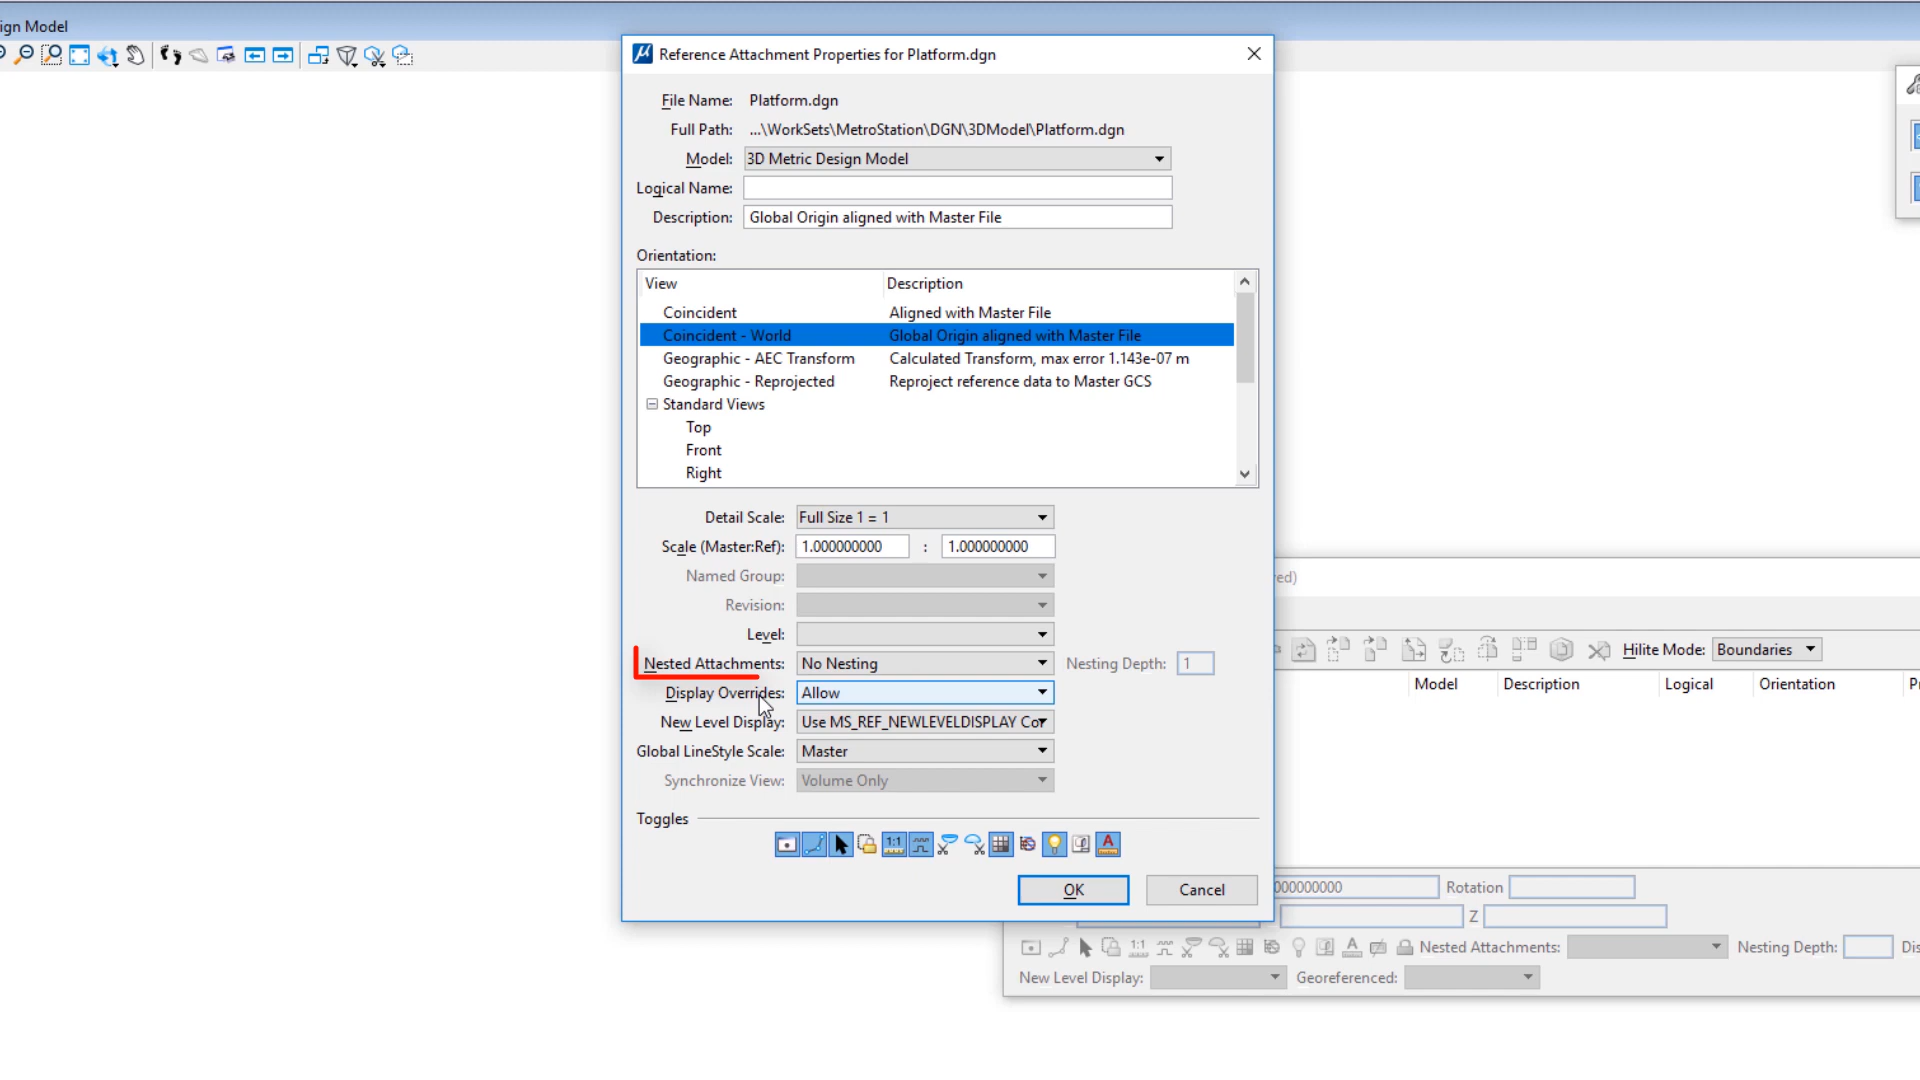 ign Model
Reference Attachment Properties for Platform.dgn
File Name: Platform.dgn
Full Path: ...\WorkSets\MetroStation\DGN\3DModel\Platform.dgn
Model: 3D Metric Design Model
Logical Name:
Description: Global Origin aligned with Master File
Orientation:
View Description
Coincident Aligned with Master File
Coincident - World Global Origin aligned with Master File
Geographic - AEC Transform Calculated Transform, max error 1.143e-07 m
Geographic - Reprojected Reproject reference data to Master GCS
Standard Views
Top
Front
Right
Detail Scale: Full Size 1 = 1
Scale (Master:Ref): 1.000000000 : 1.000000000
Named Group:
Revision:
Level:
Nested Attachments: No Nesting Nesting Depth: 1
Display Overrides: Allow
New Level Display: Use MS_REF_NEWLEVELDISPLAY Co
Global LineStyle Scale: Master
Synchronize View: Volume Only
Toggles
1:1 A
OK Cancel
ed)
Hilite Mode: Boundaries
Model Description Logical Orientation P
000000000 Rotation
Z
1:1 A Nested Attachments: Nesting Depth: Dis
New Level Display: Georeferenced: